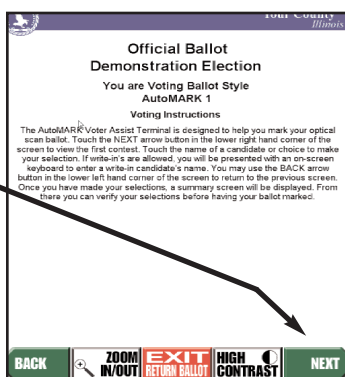 Your County
Illinois
Official Ballot
Demonstration Election
You are Voting Ballot Style
AutoMARK 1
Voting Instructions
The AutoMARK Voter Assist Terminal is designed to help you mark your optical
scan ballot. Touch the NEXT arrow button in the lower right hand corner of the
screen to view the first contest. Touch the name of a candidate or choice to make
your selection. If write-in's are allowed, you will be presented with an on-screen
keyboard to enter a write-in candidate's name. You may use the BACK arrow
button in the lower left hand corner of the screen to return to the previous screen.
Once you have made your selections, a summary screen will be displayed. From
there you can verify your selections before having your ballot marked.
BACK ZOOM IN/OUT EXIT RETURN BALLOT HIGH CONTRAST NEXT